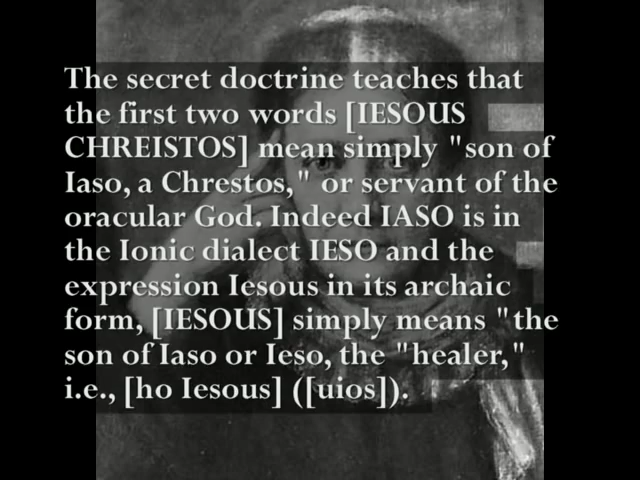 The secret doctrine teaches that
the first two words [IESOUS
CHREISTOS] mean simply "son of
Iaso, a Chrestos," or servant of the
oracular God. Indeed IASO is in
the Ionic dialect IESO and the
expression Iesous in its archaic
form, [IESOUS] simply means "the
son of Iaso or Ieso, the "healer,"
i.e., [ho Iesous] ([uios]).